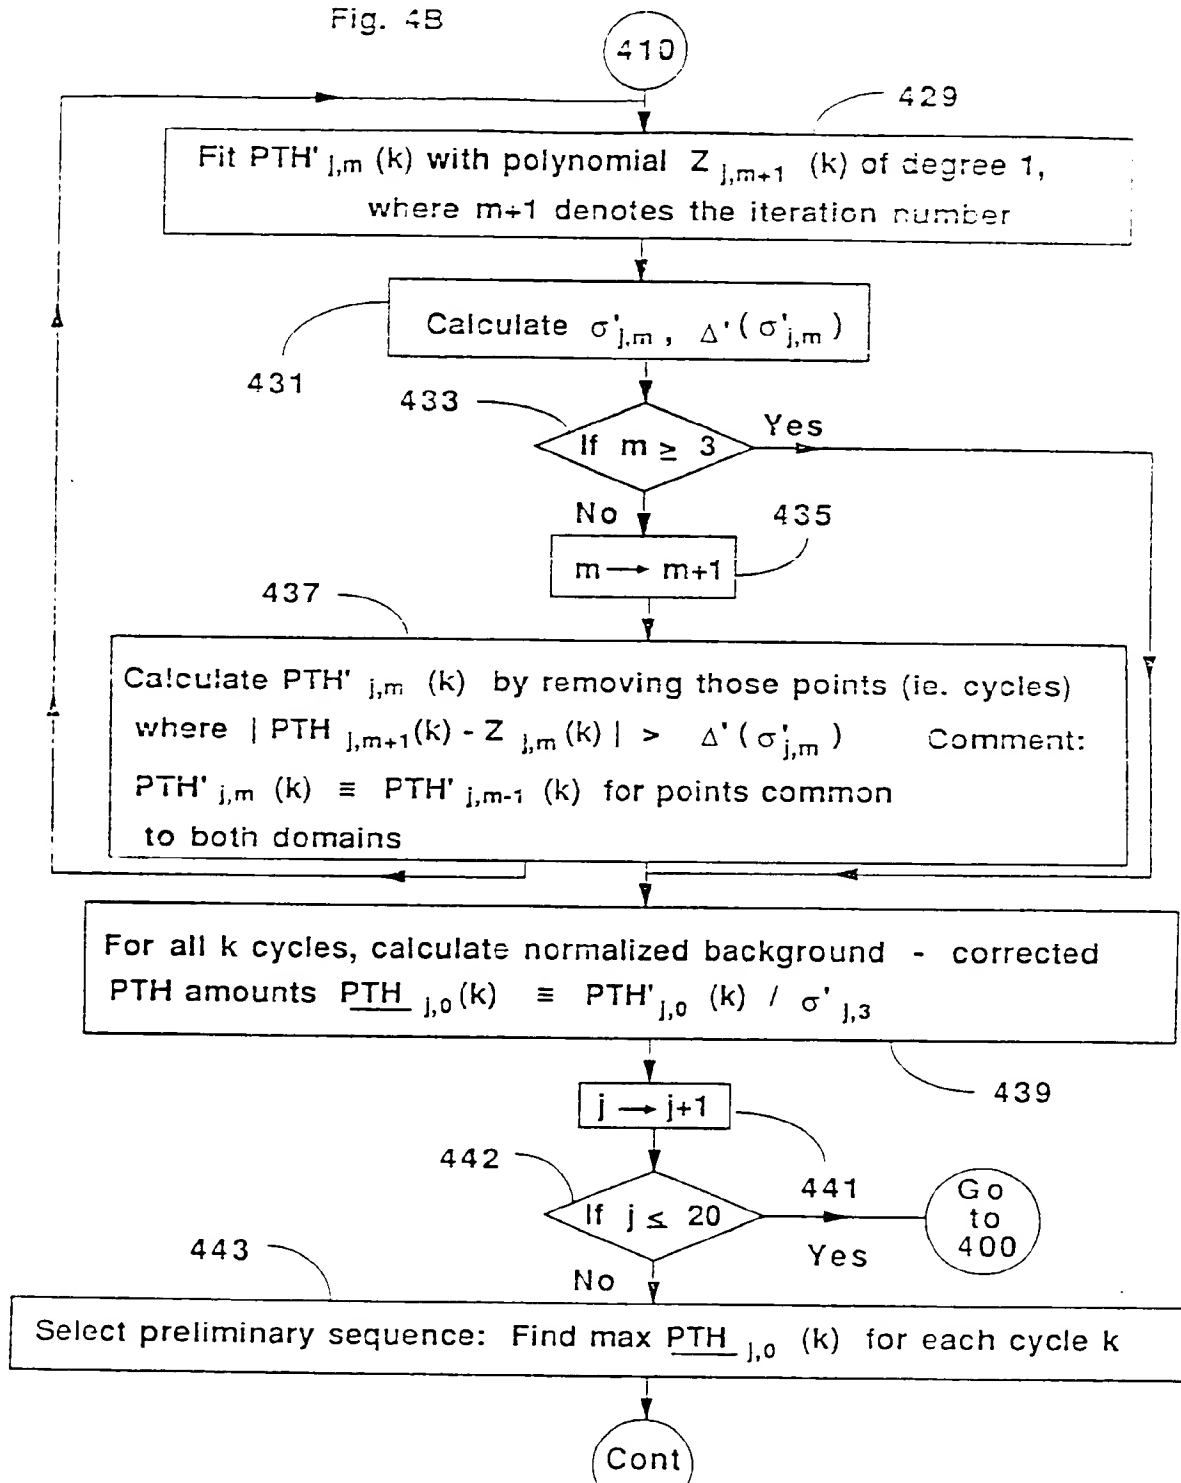 Fig. 4B
410
429
Fit PTH' j,m (k) with polynomial Z j,m+1 (k) of degree 1,
where m+1 denotes the iteration number
Calculate σ'j,m , Δ'(σ'j,m)
431
433
If m ≥ 3
Yes
No
435
m → m+1
437
Calculate PTH' j,m (k) by removing those points (ie. cycles)
where | PTH j,m+1(k) - Z j,m(k) | > Δ'(σ'j,m) Comment:
PTH' j,m (k) ≡ PTH' j,m-1 (k) for points common
to both domains
For all k cycles, calculate normalized background - corrected
PTH amounts PTH j,0(k) ≡ PTH'j,0 (k) / σ' j,3
439
j → j+1
441
442
If j ≤ 20
Yes
Go
to
400
No
443
Select preliminary sequence: Find max PTH j,0 (k) for each cycle k
Cont